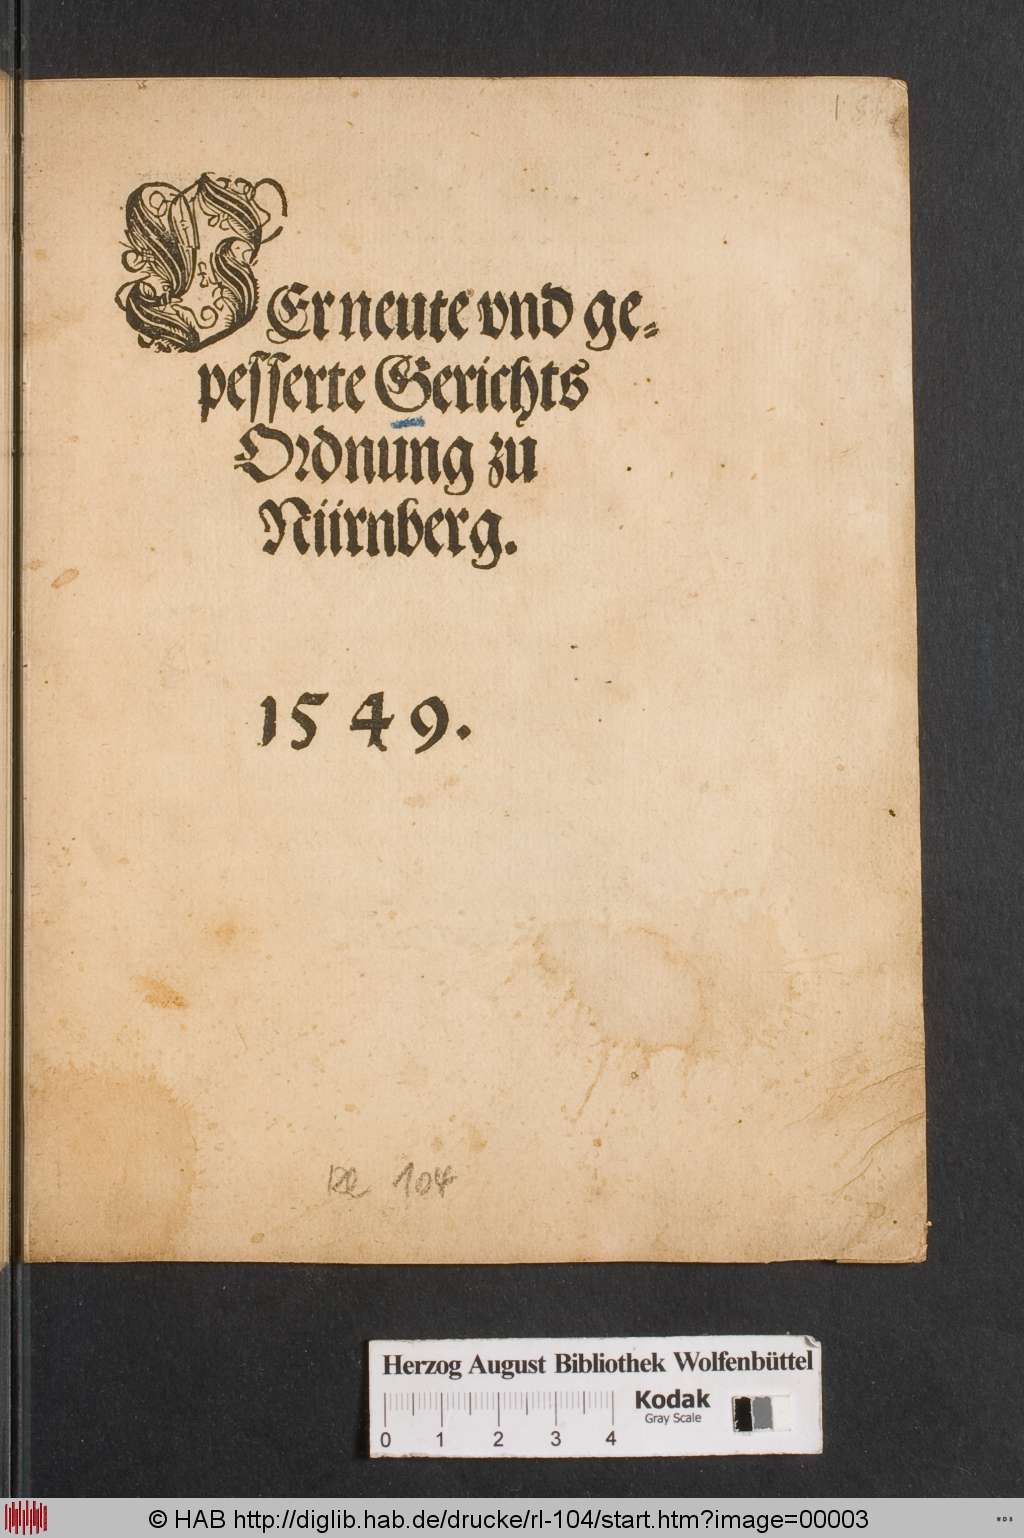 VErneute vnd ge-
pesserte Gerichts
Ordnung zu
Nürnberg.
1549.
104
Herzog August Bibliothek Wolfenbüttel
Kodak
Gray Scale
0 1 2 3 4
© HAB http://diglib.hab.de/drucke/rl-104/start.htm?image=00003